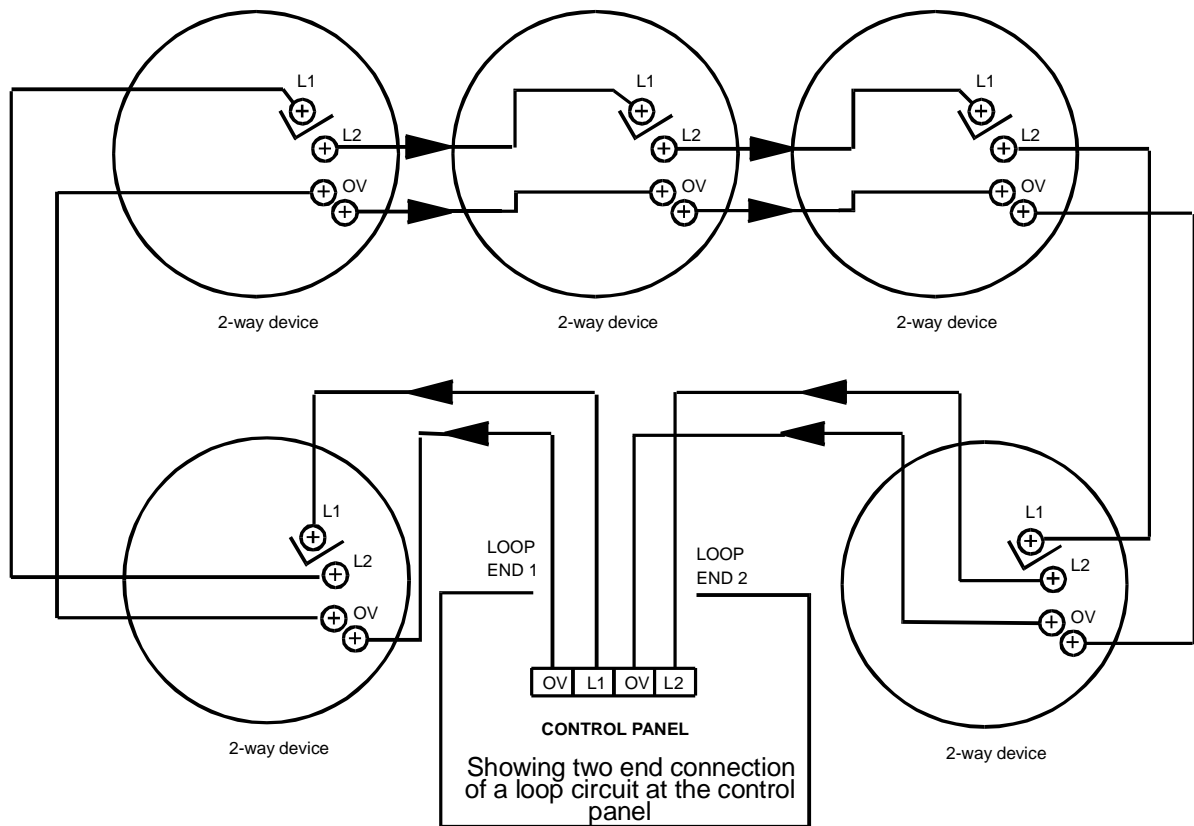 L1
L2
OV
2-way device
L1
L2
OV
2-way device
L1
L2
OV
2-way device
L1
L2
OV
2-way device
LOOP
END 1
LOOP
END 2
L1
L2
OV
2-way device
OV L1 OV L2
CONTROL PANEL
Showing two end connection
of a loop circuit at the control
panel